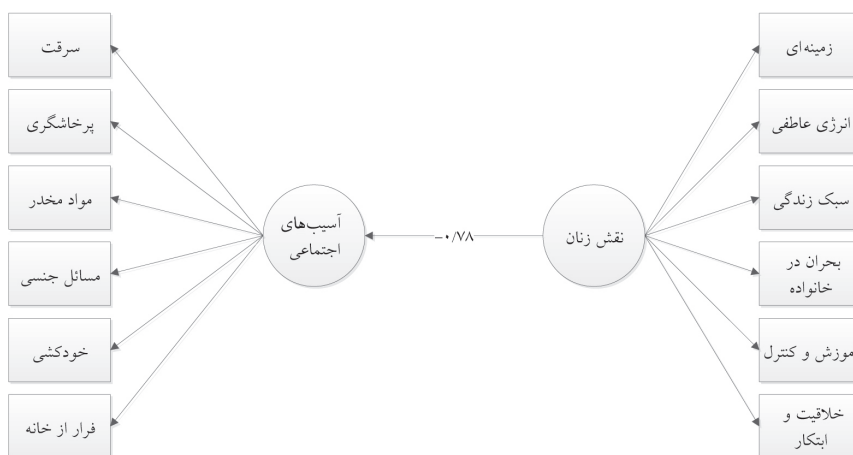 زمینه‌ای
انرژی عاطفی
سبک زندگی
بحران در
خانواده
موزش و کنترل
خلاقیت و
ابتکار
نقش زنان
-۰/۷۸
آسیب‌های
اجتماعی
سرقت
پرخاشگری
مواد مخدر
مسائل جنسی
خودکشی
فرار از خانه